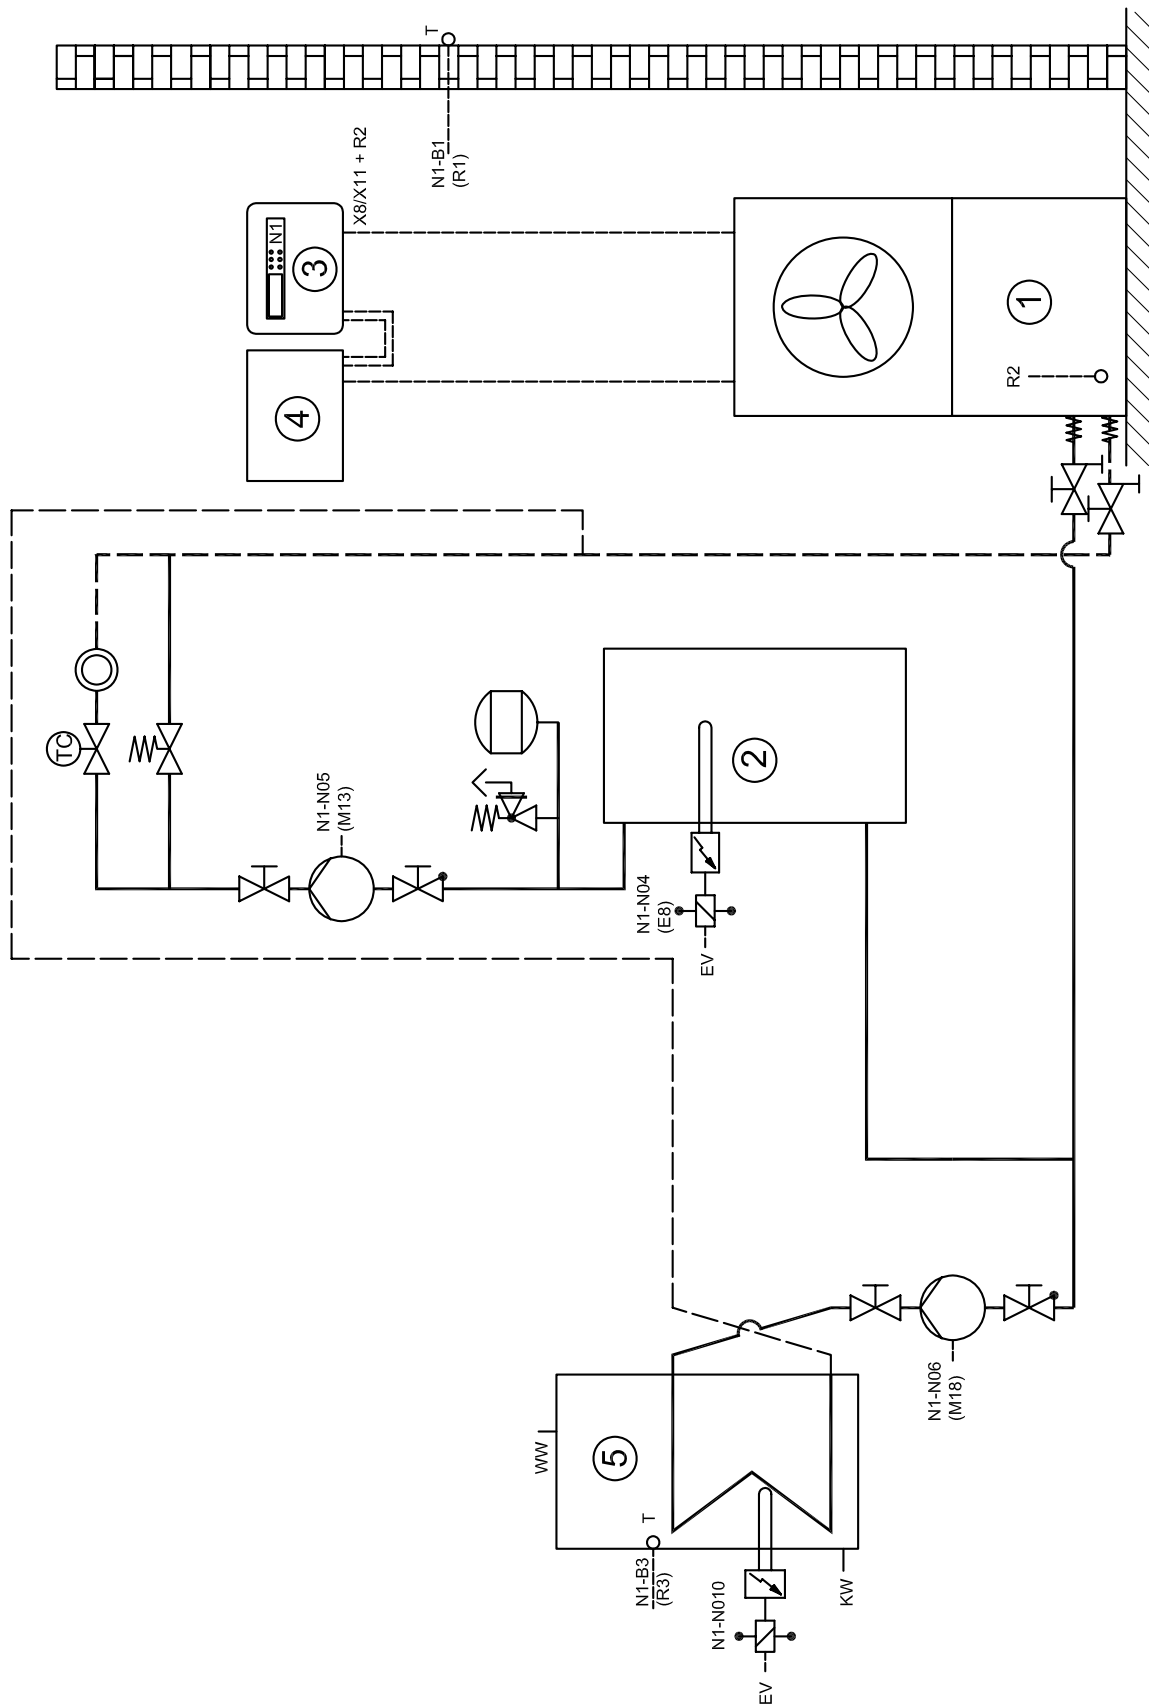 T
N1-B1
(R1)
X8/X11 + R2
N1
3
4
1
R2
TC
N1-N05
(M13)
2
N1-N04
(E8)
EV
N1-N06
(M18)
WW
5
T
N1-B3
(R3)
KW
N1-N010
EV